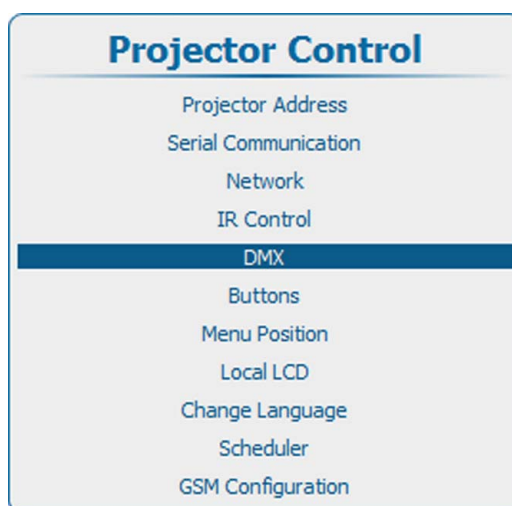 Projector Control
Projector Address
Serial Communication
Network
IR Control
DMX
Buttons
Menu Position
Local LCD
Change Language
Scheduler
GSM Configuration